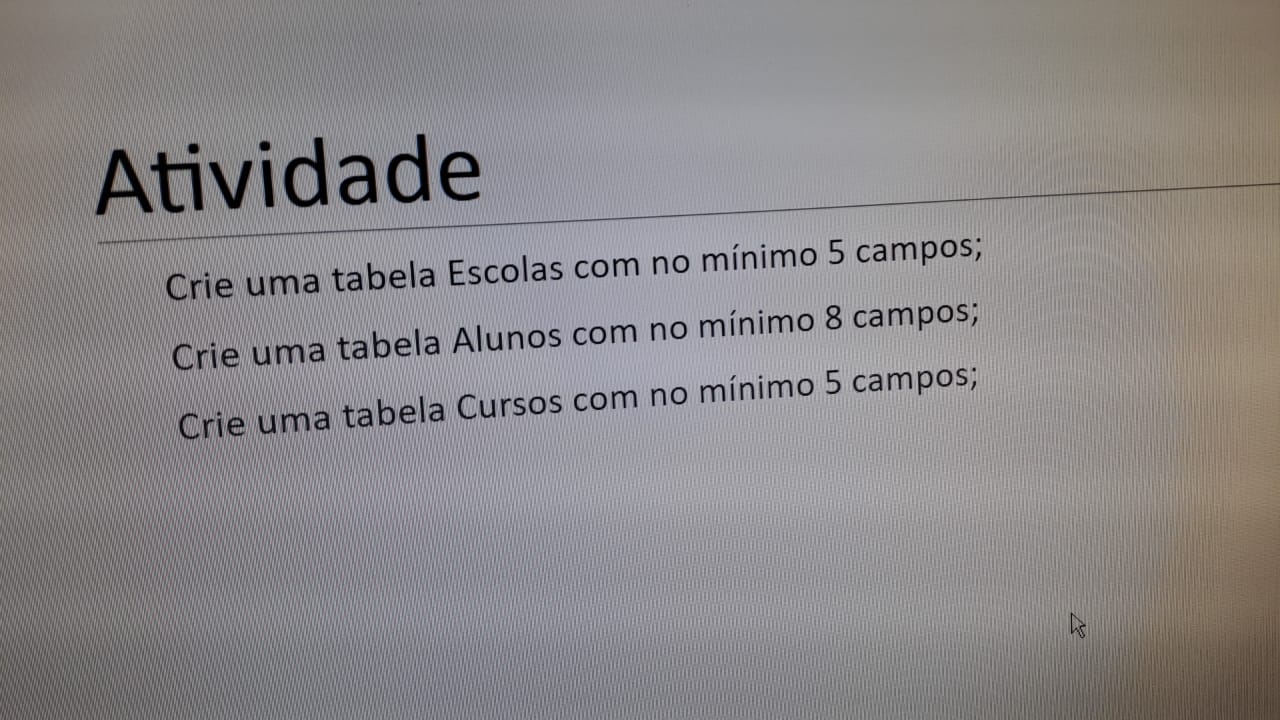 Atividade
Crie uma tabela Escolas com no mínimo 5 campos;
Crie uma tabela Alunos com no mínimo 8 campos;
Crie uma tabela Cursos com no mínimo 5 campos;